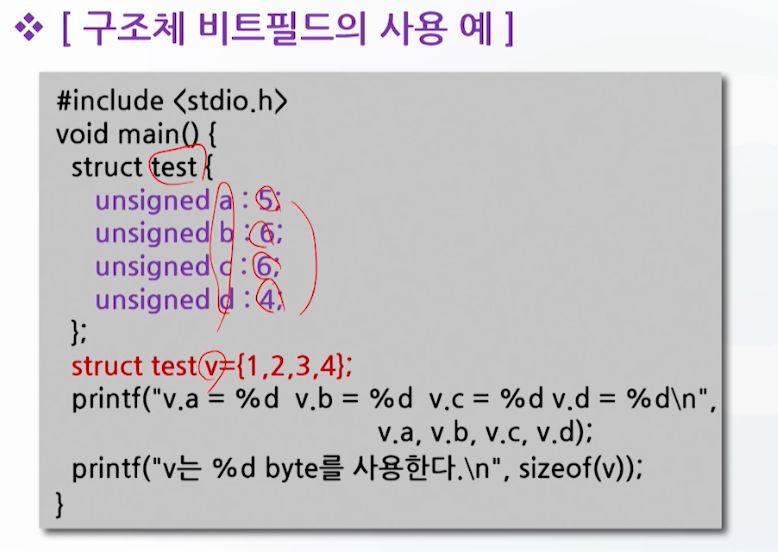 ❖ [ 구조체 비트필드의 사용 예 ]
#include <stdio.h>
void main() {
struct test {
unsigned a : 5;
unsigned b : 6;
unsigned c : 6;
unsigned d : 4;
};
struct test v={1,2,3,4};
printf("v.a = %d  v.b = %d  v.c = %d v.d = %d\n",
v.a, v.b, v.c, v.d);
printf("v는 %d byte를 사용한다.\n", sizeof(v));
}